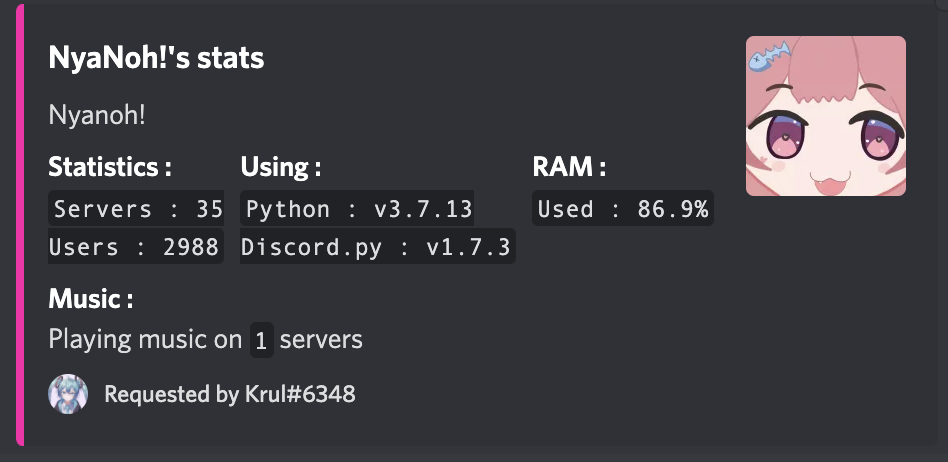 NyaNoh!'s stats
Nyanoh!
Statistics : Using : RAM :
Servers : 35 Python : v3.7.13 Used : 86.9%
Users : 2988 Discord.py : v1.7.3
Music :
Playing music on 1 servers
Requested by Krul#6348